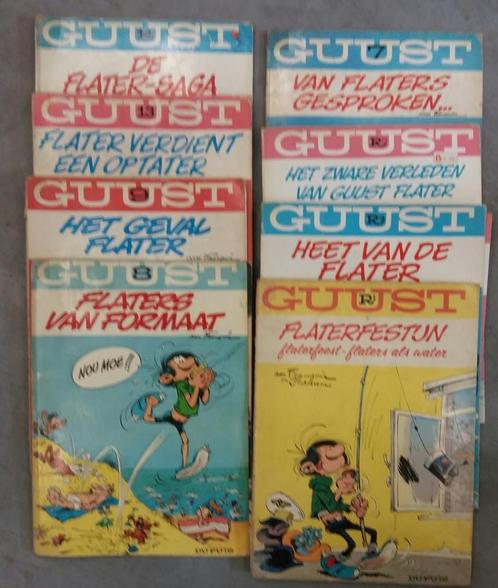 GUUST
DE
FLATER-SAGA
GUUST
13
FLATER VERDIENT
EEN OPTATER
GUUST
9
HET GEVAL
FLATER
GUUST
8
FLATERS
VAN FORMAAT
NOU MOE!!
DUPUIS
GUUST
7
VAN FLATERS
GESPROKEN...
GUUST
HET ZWARE VERLEDEN
VAN GUUST FLATER
GUUST
HEET VAN DE
FLATER
GUUST
FLATERFESTIJN
flaterfeest-flaters als water
DUPUIS